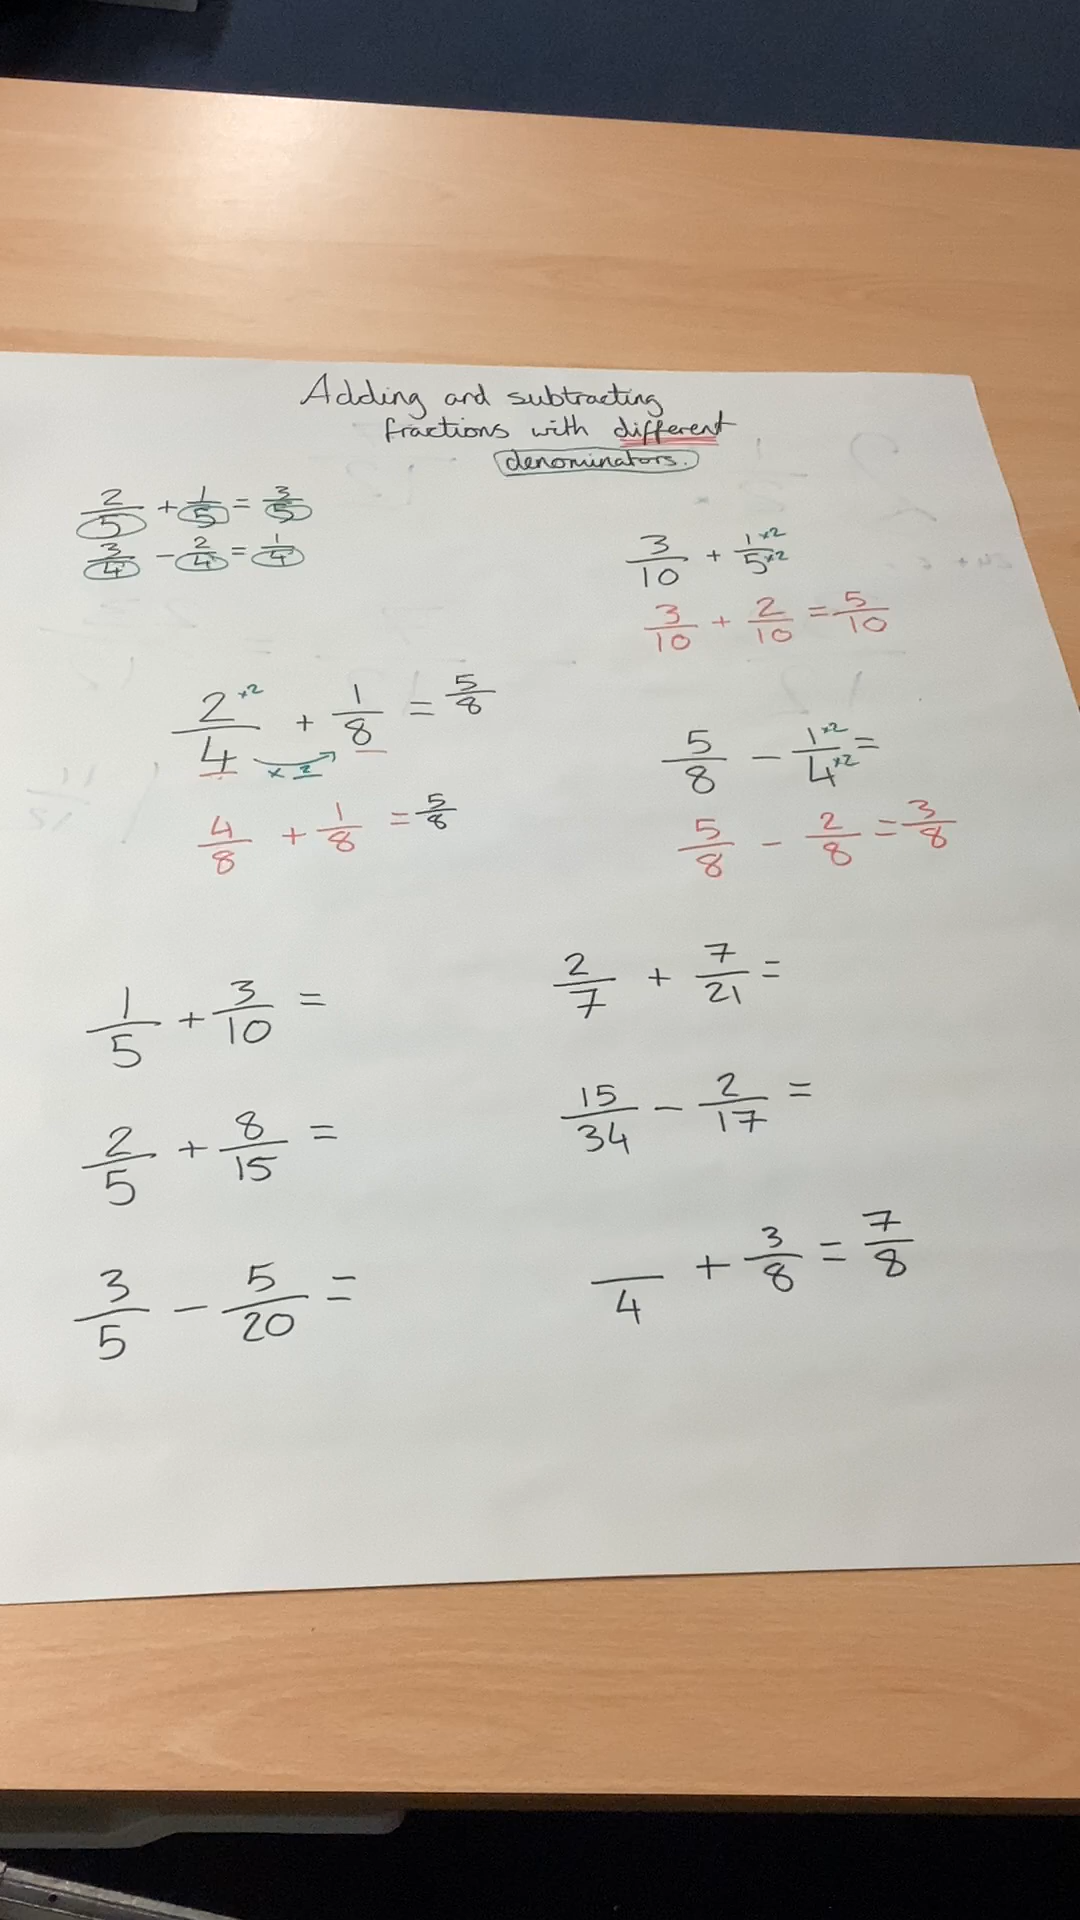 Adding and subtracting
fractions with different
denominators.
2/5 + 1/5 = 3/5
3/4 - 2/4 = 1/4
3/10 + 1×2/5×2
3/10 + 2/10 = 5/10
2×2/4 + 1/8 = 5/8
×2
4/8 + 1/8 = 5/8
5/8 - 1×2/4×2 =
5/8 - 2/8 = 3/8
1/5 + 3/10 =
2/5 + 8/15 =
3/5 - 5/20 =
2/7 + 7/21 =
15/34 - 2/17 =
/4 + 3/8 = 7/8